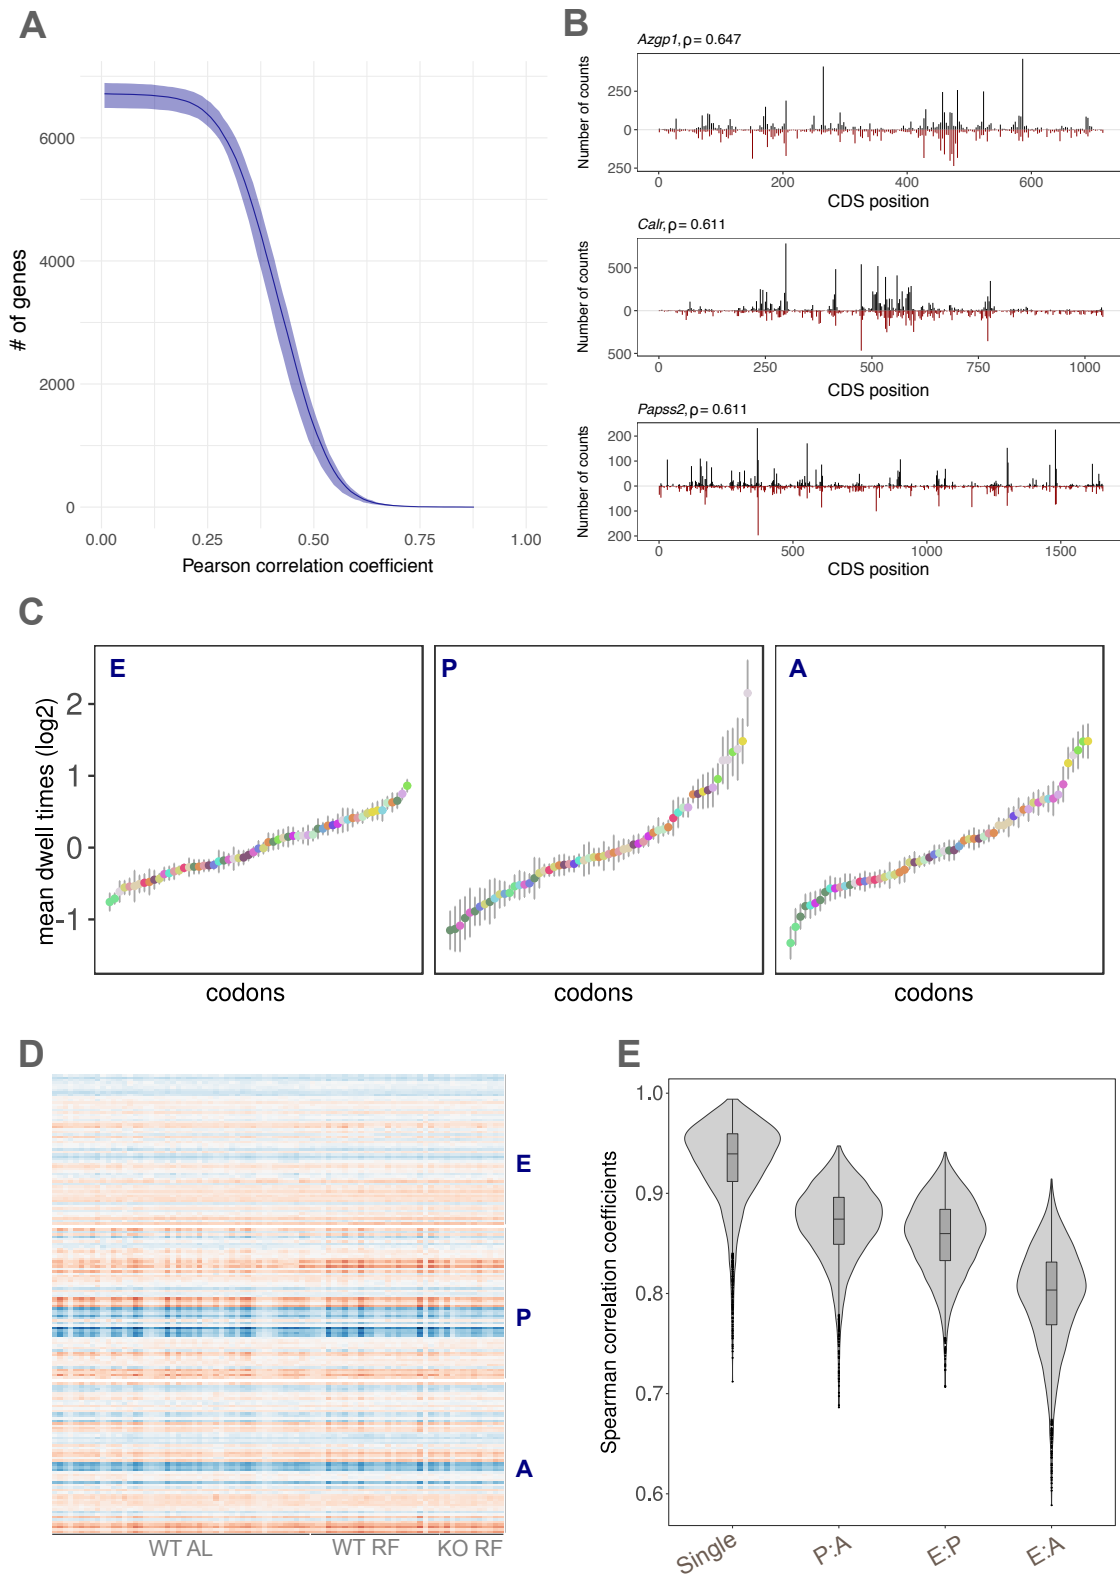 A
# of genes
6000
4000
2000
0
0.00 0.25 0.50 0.75 1.00
Pearson correlation coefficient
B
Azgp1, ρ = 0.647
Number of counts
250
0
250
0 200 400 600
CDS position
Calr, ρ = 0.611
Number of counts
500
0
500
0 250 500 750 1000
CDS position
Papss2, ρ = 0.611
Number of counts
200
100
0
100
200
0 500 1000 1500
CDS position
C
mean dwell times (log2)
2
1
0
-1
E P A
codons codons codons
D
E
P
A
WT AL WT RF KO RF
E
Spearman correlation coefficients
1.0
0.9
0.8
0.7
0.6
Single P:A E:P E:A